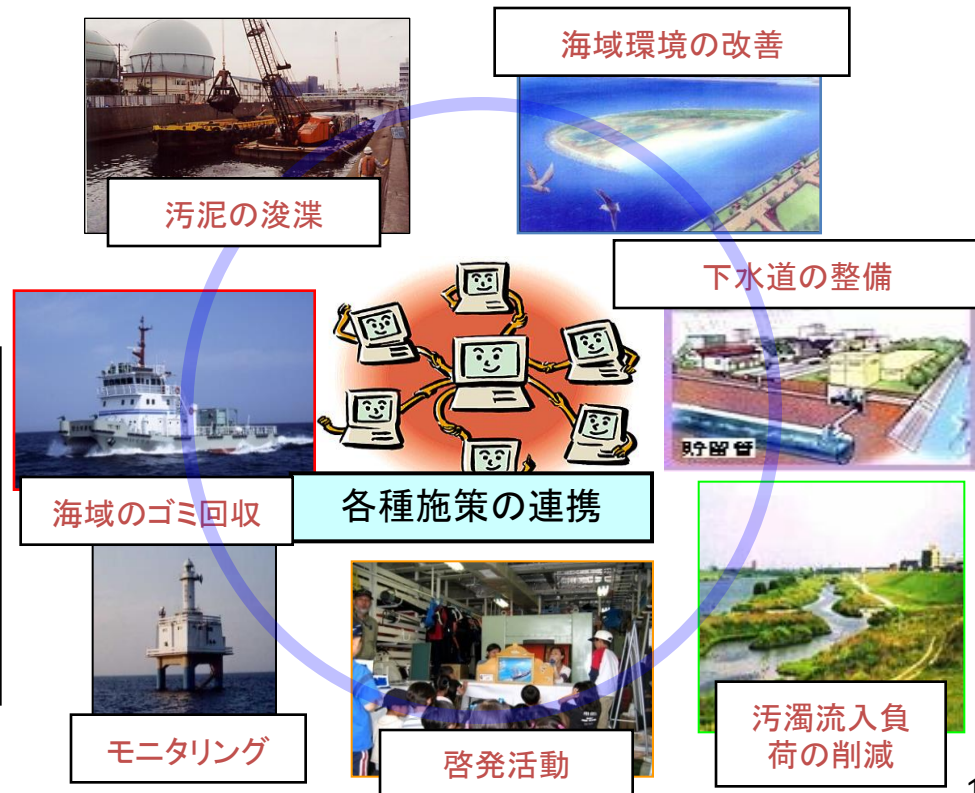 海域環境の改善
汚泥の浚渫
下水道の整備
貯留管
海域のゴミ回収
各種施策の連携
モニタリング
啓発活動
汚濁流入負
荷の削減
1